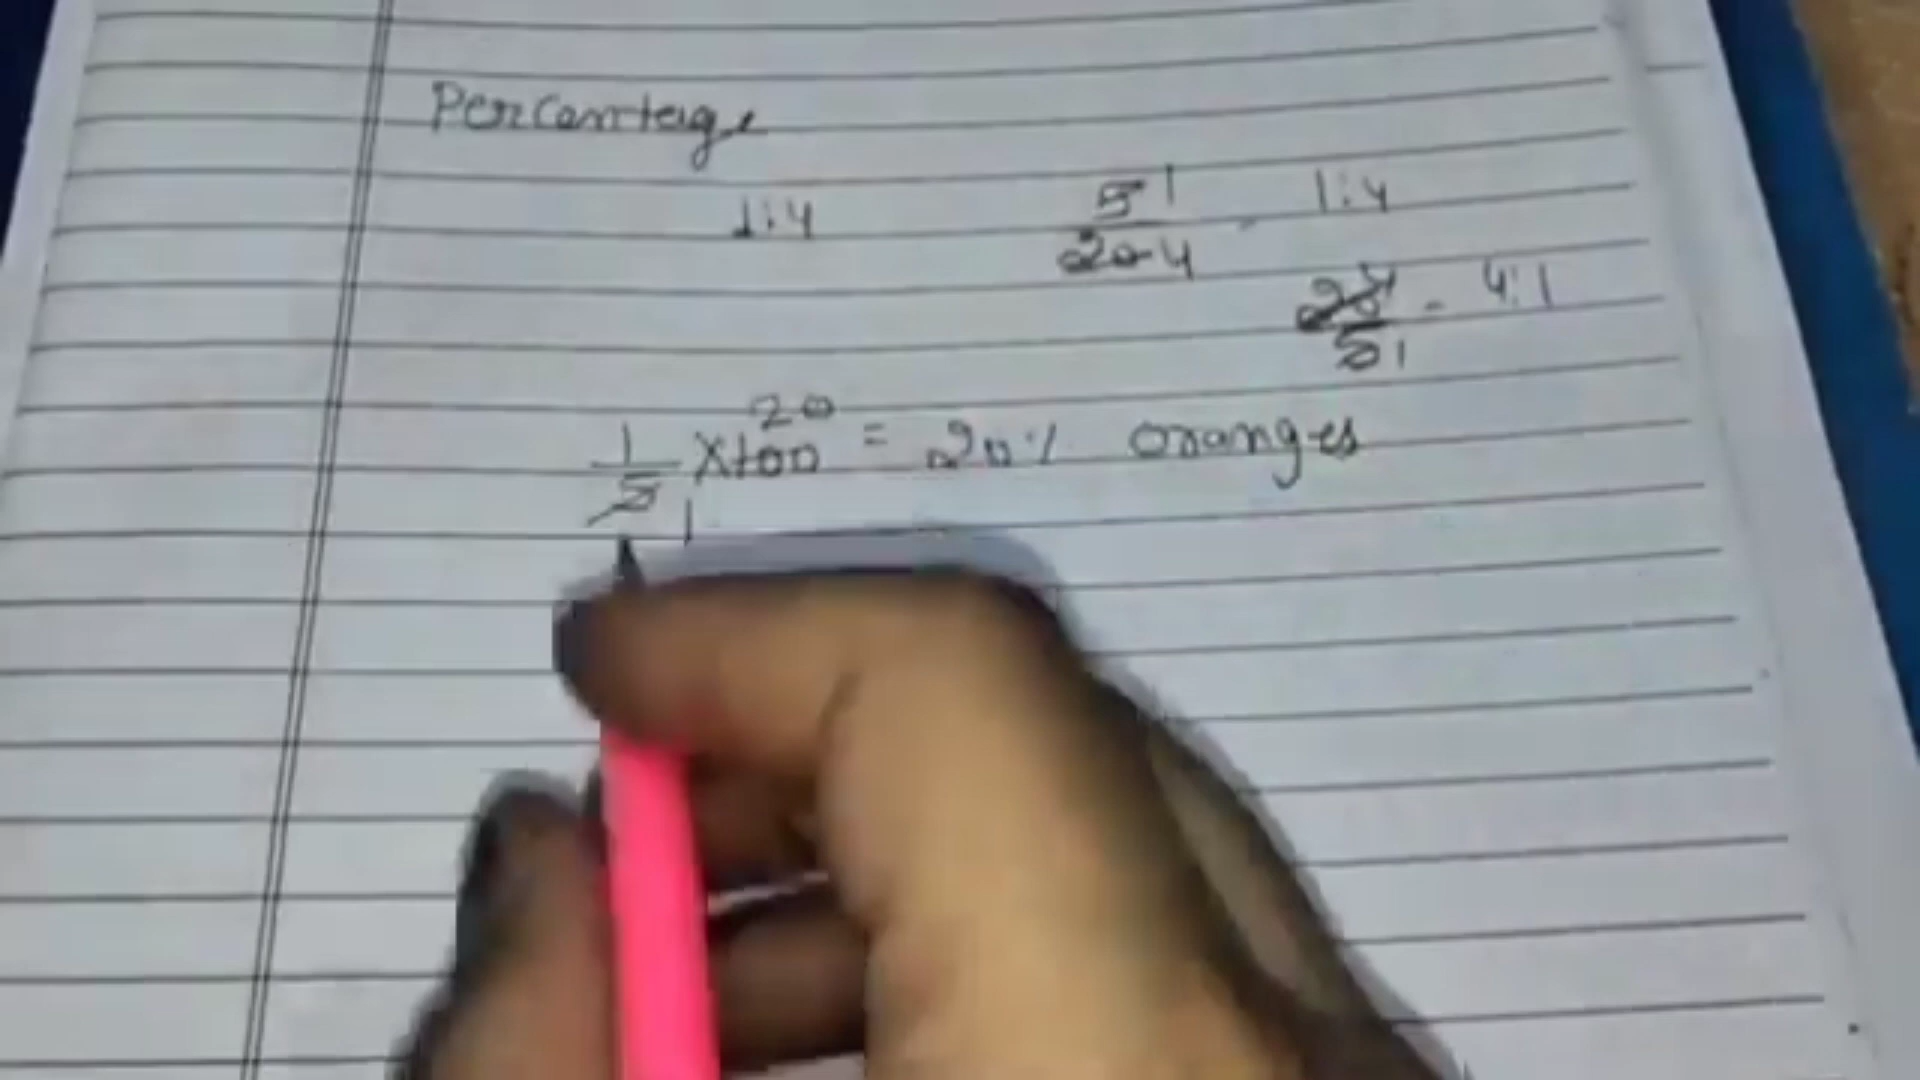 Percentage
1:4
5 1 / 20 4 - 1:4
20 4 / 5 1 - 4:1
1/5 1 x 100 20 = 20% oranges